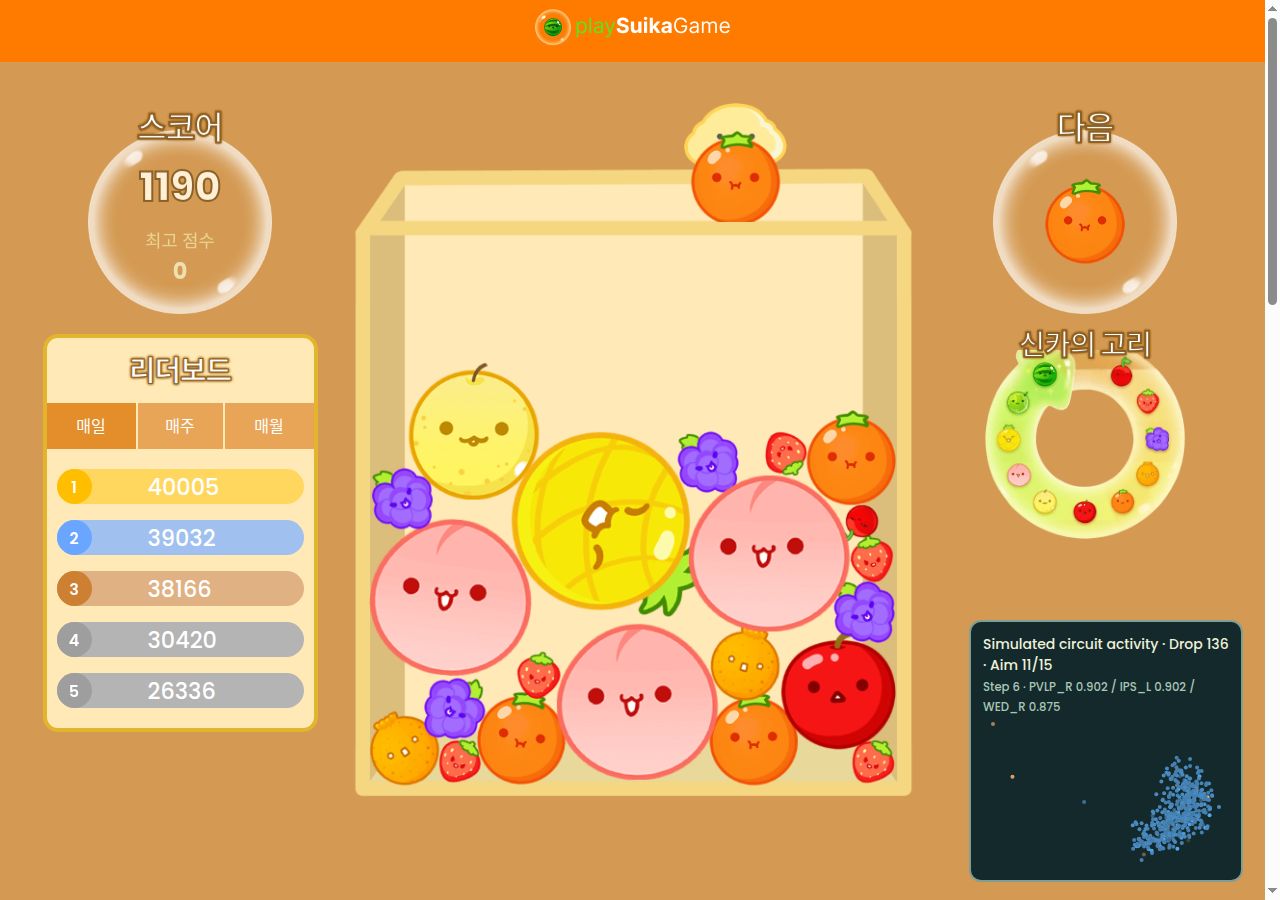 playSuikaGame
스코어
1190
최고 점수
0
다음
리더보드
매일 매주 매월
1 40005
2 39032
3 38166
4 30420
5 26336
신카의 고리
Simulated circuit activity · Drop 136
· Aim 11/15
Step 6 · PVLP_R 0.902 / IPS_L 0.902 /
WED_R 0.875